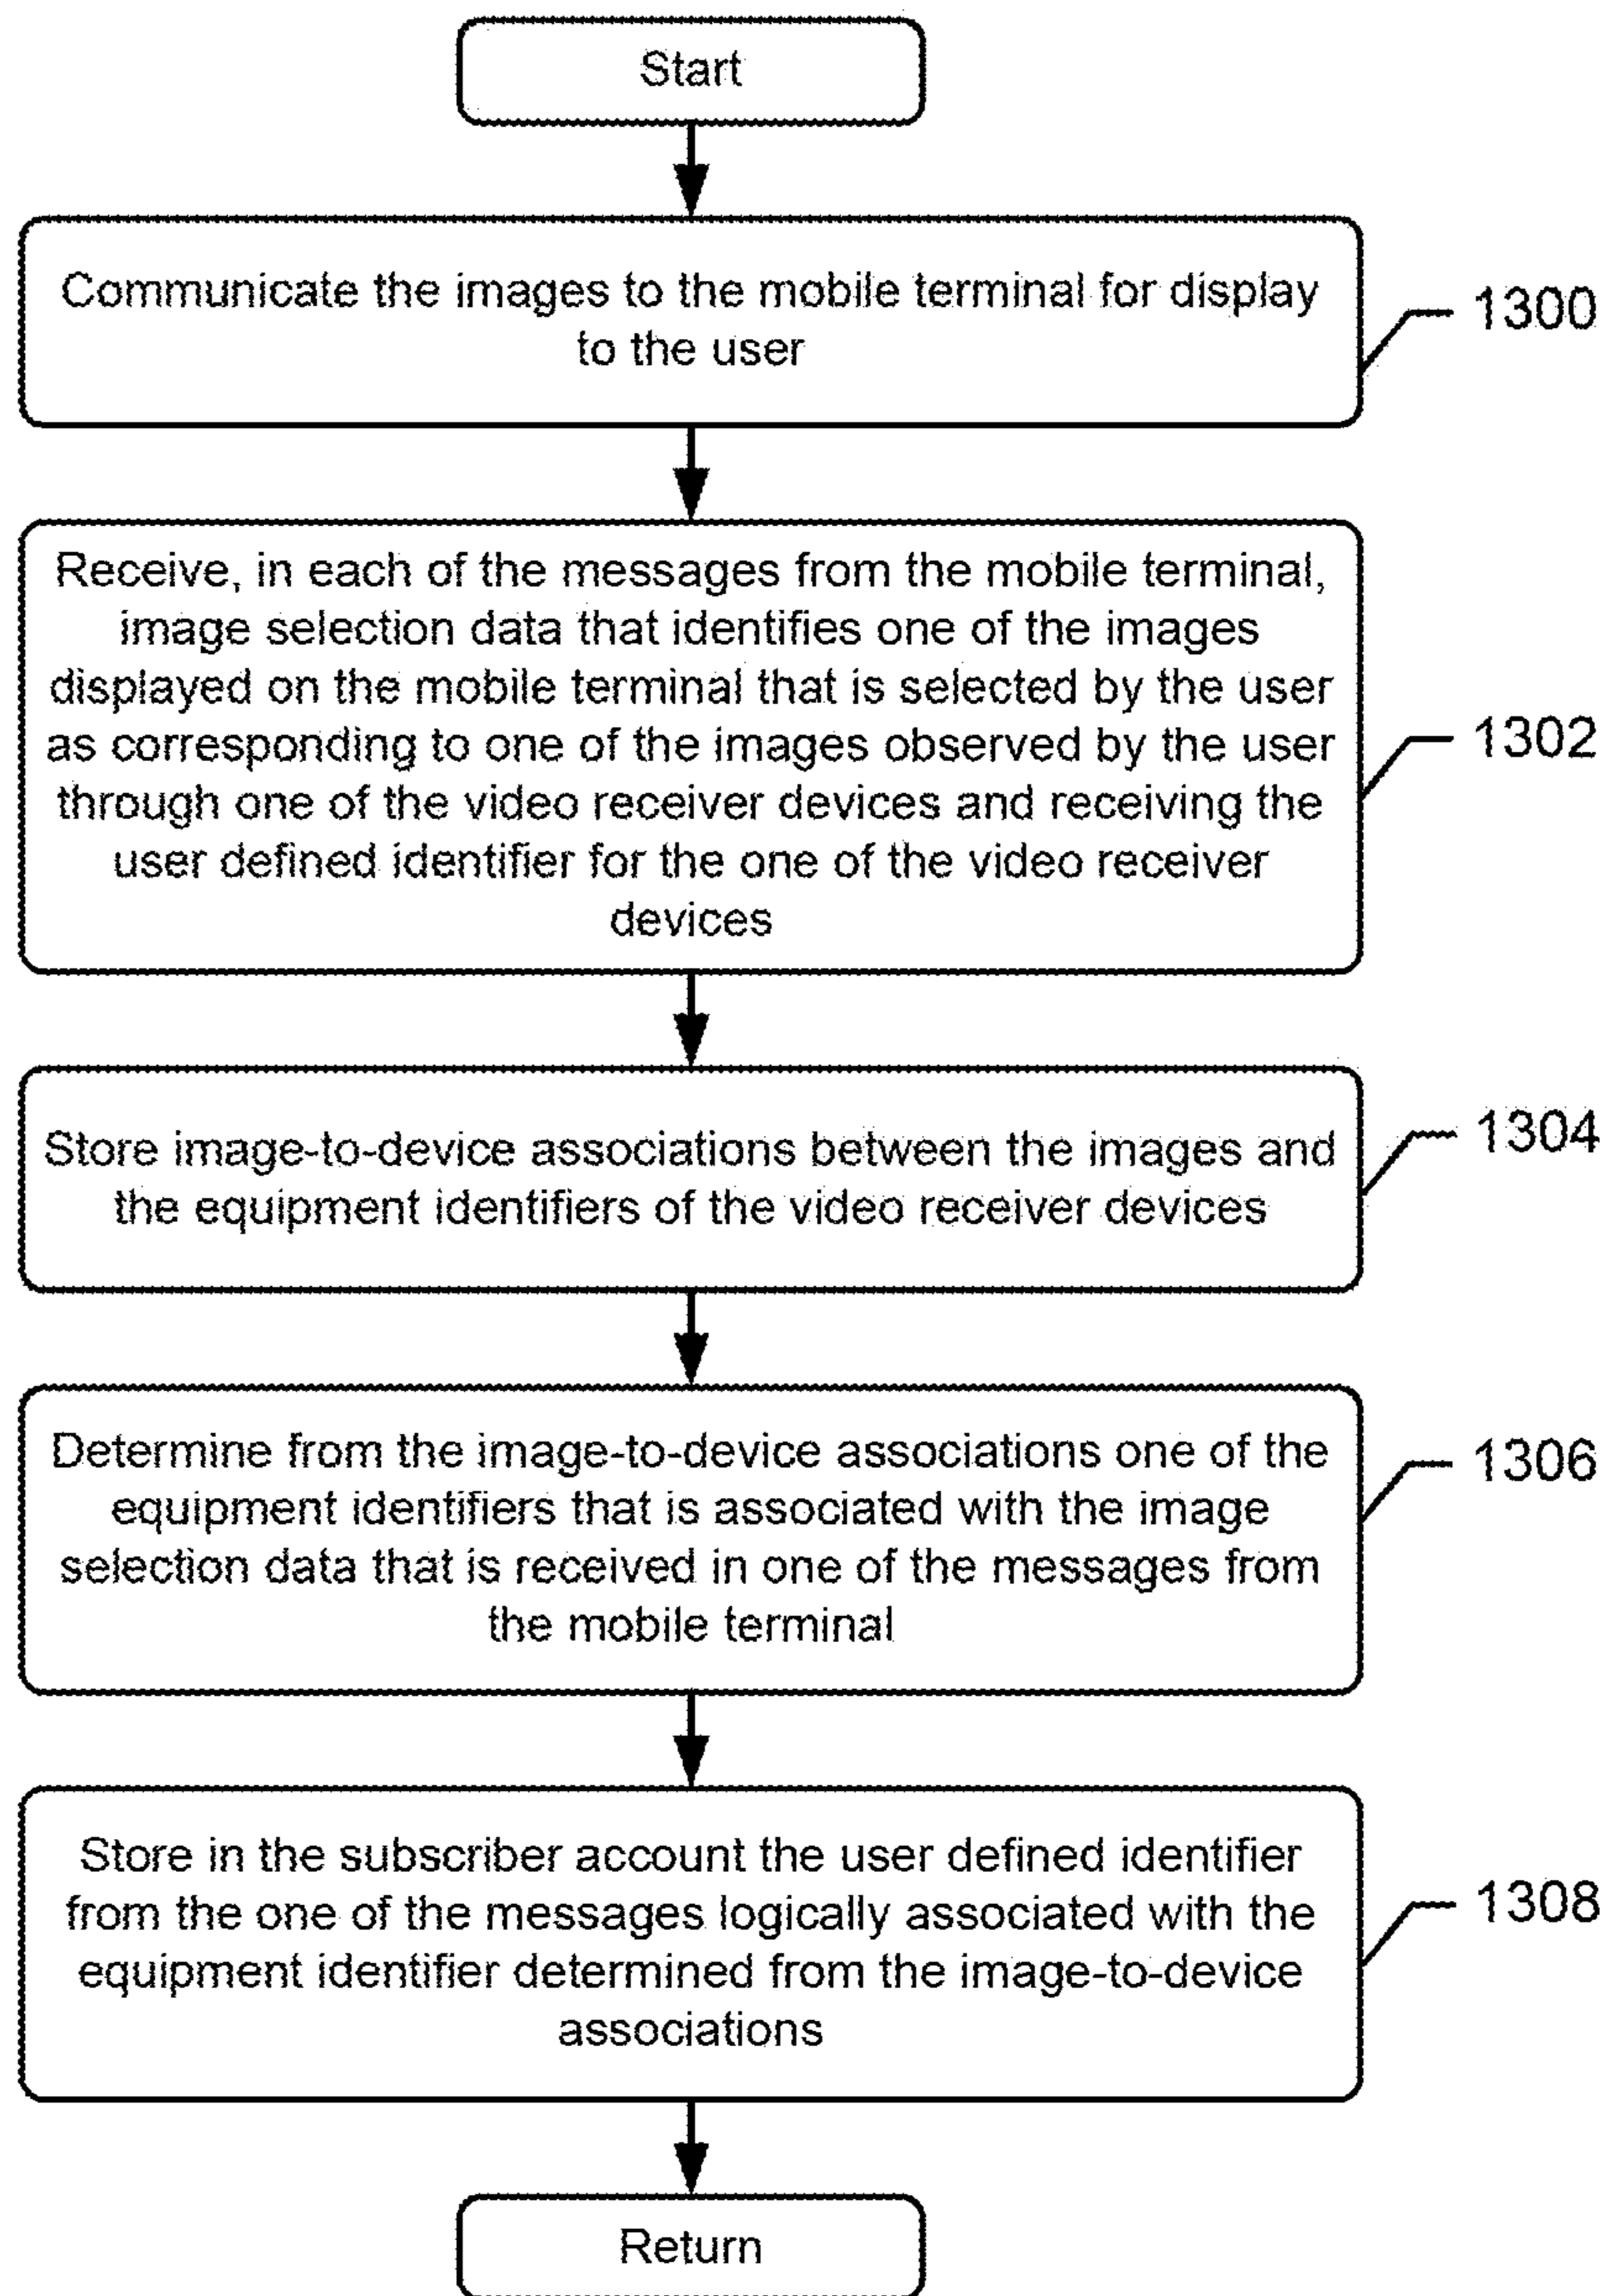 Start
Communicate the images to the mobile terminal for display
to the user
1300
Receive, in each of the messages from the mobile terminal,
image selection data that identifies one of the images
displayed on the mobile terminal that is selected by the user
as corresponding to one of the images observed by the user
through one of the video receiver devices and receiving the
user defined identifier for the one of the video receiver
devices
1302
Store image-to-device associations between the images and
the equipment identifiers of the video receiver devices
1304
Determine from the image-to-device associations one of the
equipment identifiers that is associated with the image
selection data that is received in one of the messages from
the mobile terminal
1306
Store in the subscriber account the user defined identifier
from the one of the messages logically associated with the
equipment identifier determined from the image-to-device
associations
1308
Return